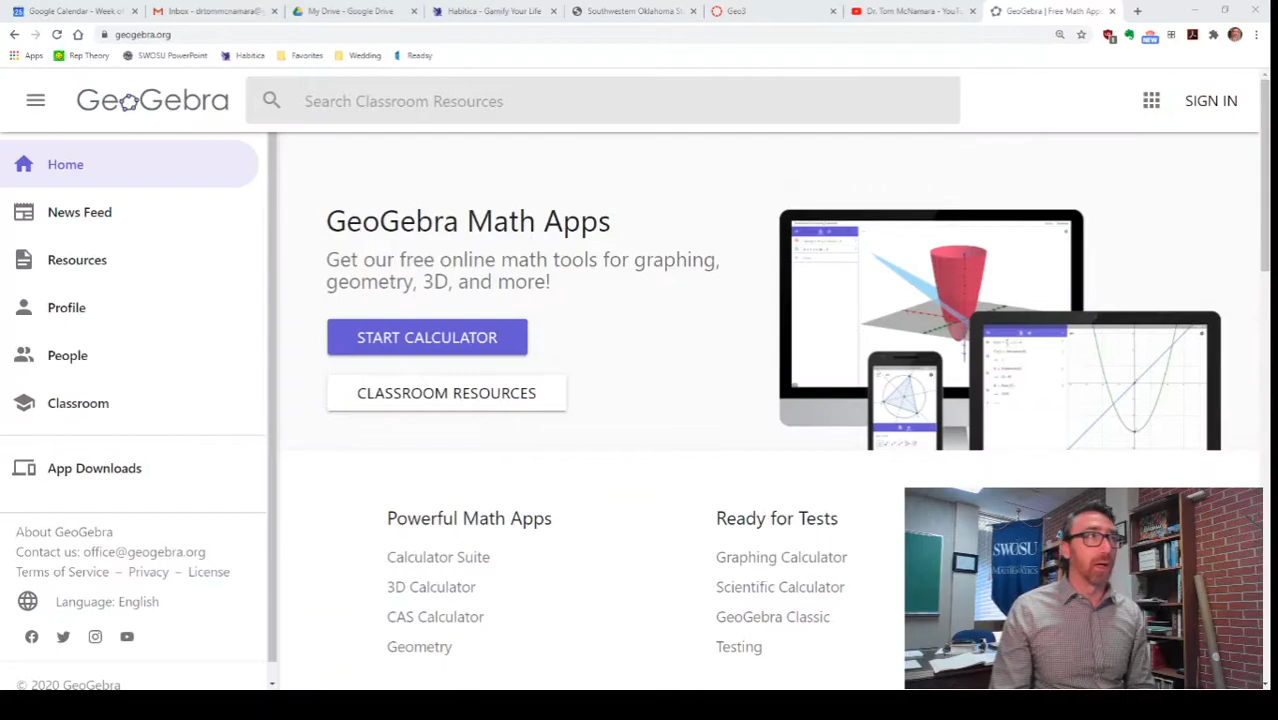 Google Calendar - Week of
Inbox - drtommcnamara@g
My Drive - Google Drive
Habitica - Gamify Your Life
Southwestern Oklahoma St
Geo3
Dr. Tom McNamara - YouT
GeoGebra | Free Math App
geogebra.org
Apps
Rep Theory
SWOSU PowerPoint
Habitica
Favorites
Wedding
Readsy
GeoGebra
Search Classroom Resources
SIGN IN
Home
News Feed
Resources
Profile
People
Classroom
App Downloads
About GeoGebra
Contact us: office@geogebra.org
Terms of Service – Privacy – License
Language: English
© 2020 GeoGebra
GeoGebra Math Apps
Get our free online math tools for graphing,
geometry, 3D, and more!
START CALCULATOR
CLASSROOM RESOURCES
Powerful Math Apps
Calculator Suite
3D Calculator
CAS Calculator
Geometry
Ready for Tests
Graphing Calculator
Scientific Calculator
GeoGebra Classic
Testing
SWOSU
MATHEMATICS